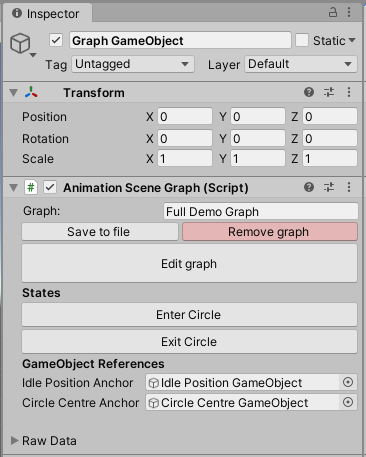 Inspector
Graph GameObject Static
Tag Untagged Layer Default
Transform
Position X 0 Y 0 Z 0
Rotation X 0 Y 0 Z 0
Scale X 1 Y 1 Z 1
# Animation Scene Graph (Script)
Graph: Full Demo Graph
Save to file Remove graph
Edit graph
States
Enter Circle
Exit Circle
GameObject References
Idle Position Anchor Idle Position GameObject
Circle Centre Anchor Circle Centre GameObject
Raw Data